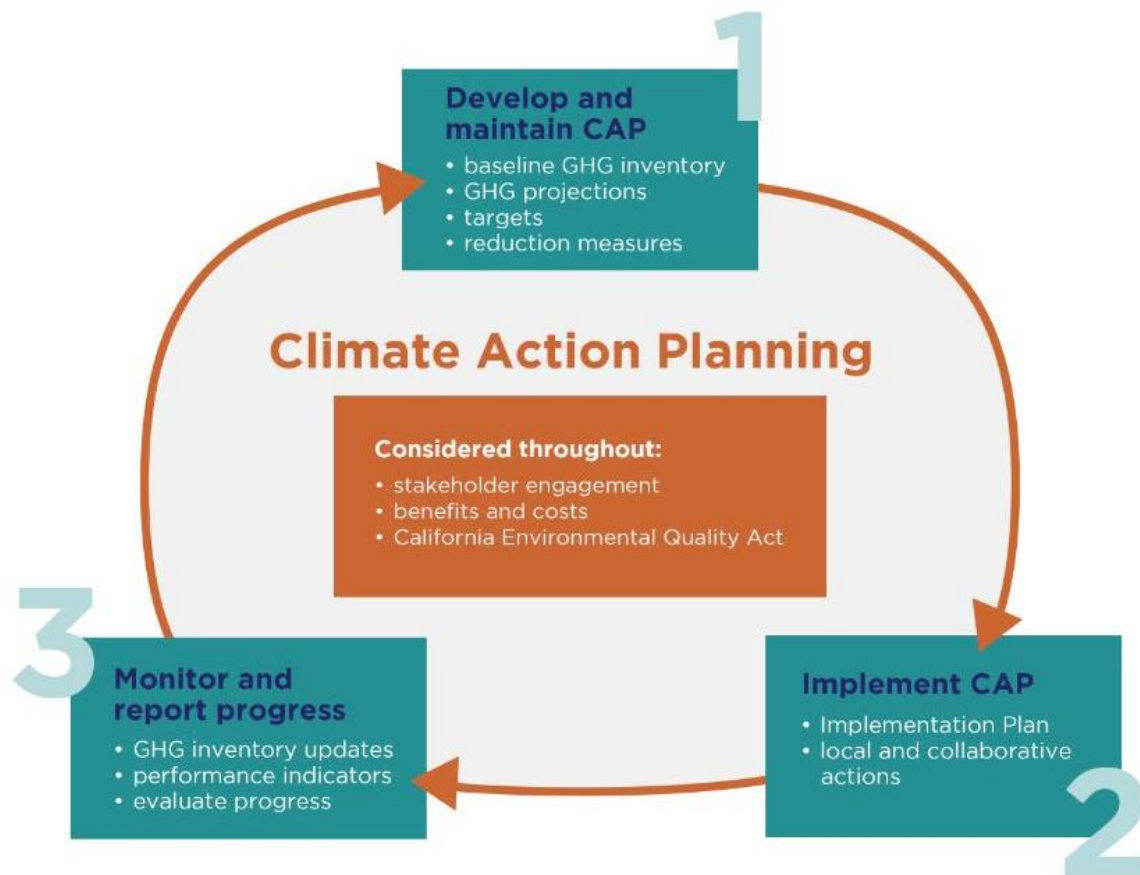 1
Develop and
maintain CAP
• baseline GHG inventory
• GHG projections
• targets
• reduction measures
Climate Action Planning
Considered throughout:
• stakeholder engagement
• benefits and costs
• California Environmental Quality Act
3
Monitor and
report progress
• GHG inventory updates
• performance indicators
• evaluate progress
Implement CAP
• Implementation Plan
• local and collaborative
actions
2